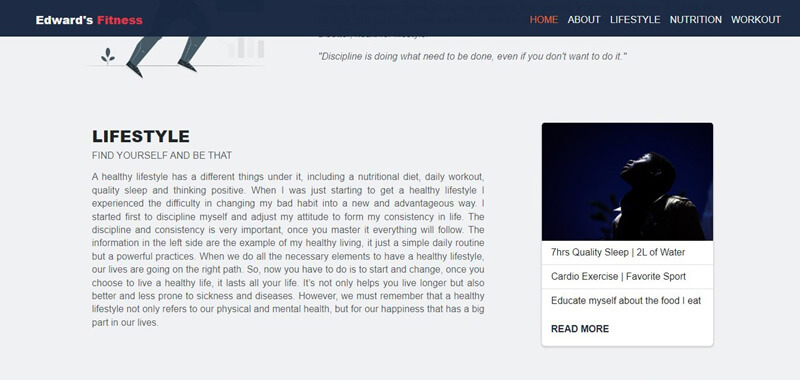 Edward's Fitness
HOME ABOUT LIFESTYLE NUTRITION WORKOUT
"Discipline is doing what need to be done, even if you don't want to do it."
LIFESTYLE
FIND YOURSELF AND BE THAT
A healthy lifestyle has a different things under it, including a nutritional diet, daily workout,
quality sleep and thinking positive. When I was just starting to get a healthy lifestyle I
experienced the difficulty in changing my bad habit into a new and advantageous way. I
started first to discipline myself and adjust my attitude to form my consistency in life. The
discipline and consistency is very important, once you master it everything will follow. The
information in the left side are the example of my healthy living, it just a simple daily routine
but a powerful practices. When we do all the necessary elements to have a healthy lifestyle,
our lives are going on the right path. So, now you have to do is to start and change, once you
choose to live a healthy life, it lasts all your life. It's not only helps you live longer but also
better and less prone to sickness and diseases. However, we must remember that a healthy
lifestyle not only refers to our physical and mental health, but for our happiness that has a big
part in our lives.
7hrs Quality Sleep | 2L of Water
Cardio Exercise | Favorite Sport
Educate myself about the food I eat
READ MORE